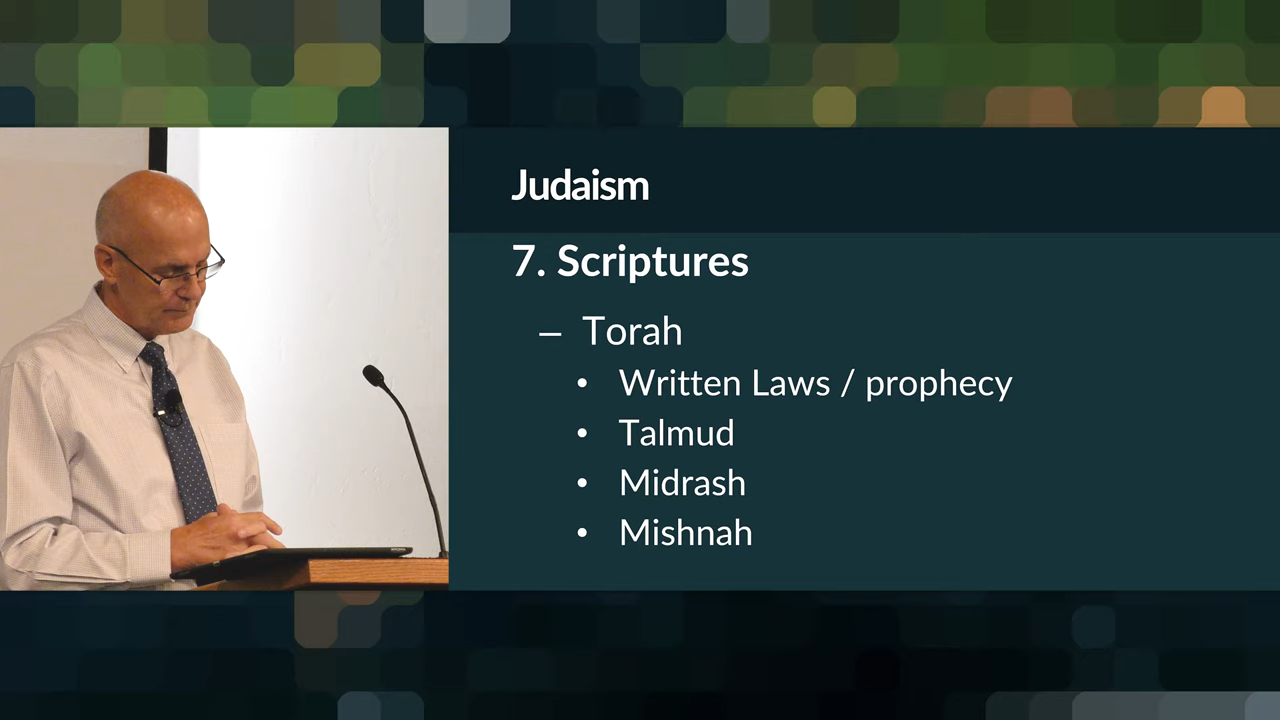 Judaism
7. Scriptures
– Torah
• Written Laws / prophecy
• Talmud
• Midrash
• Mishnah